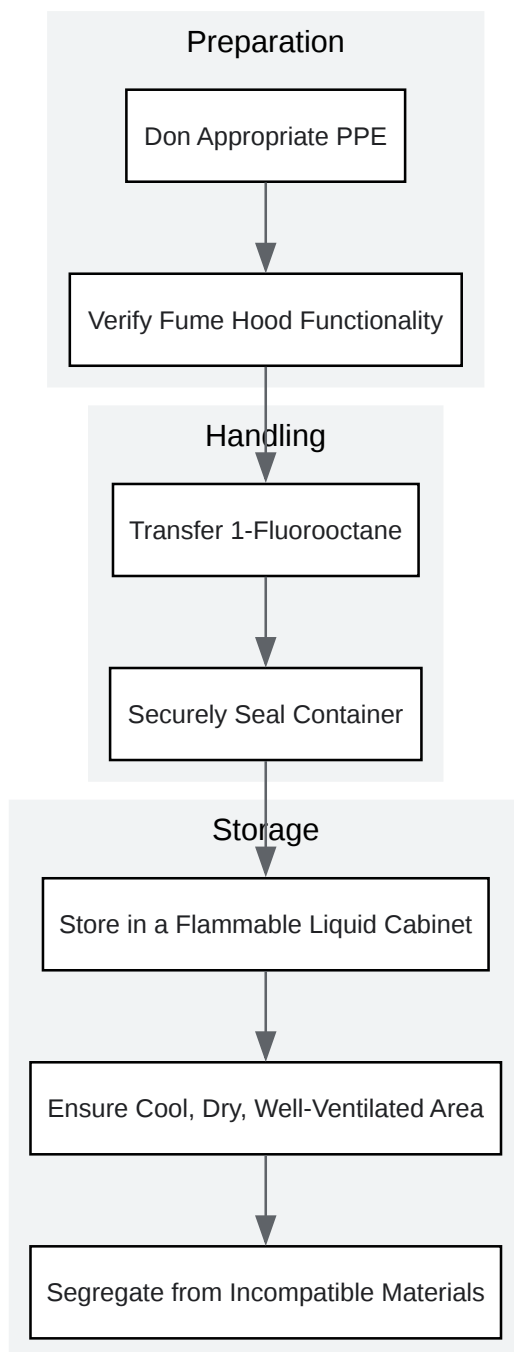 Preparation
Don Appropriate PPE
Verify Fume Hood Functionality
Handling
Transfer 1-Fluorooctane
Securely Seal Container
Storage
Store in a Flammable Liquid Cabinet
Ensure Cool, Dry, Well-Ventilated Area
Segregate from Incompatible Materials